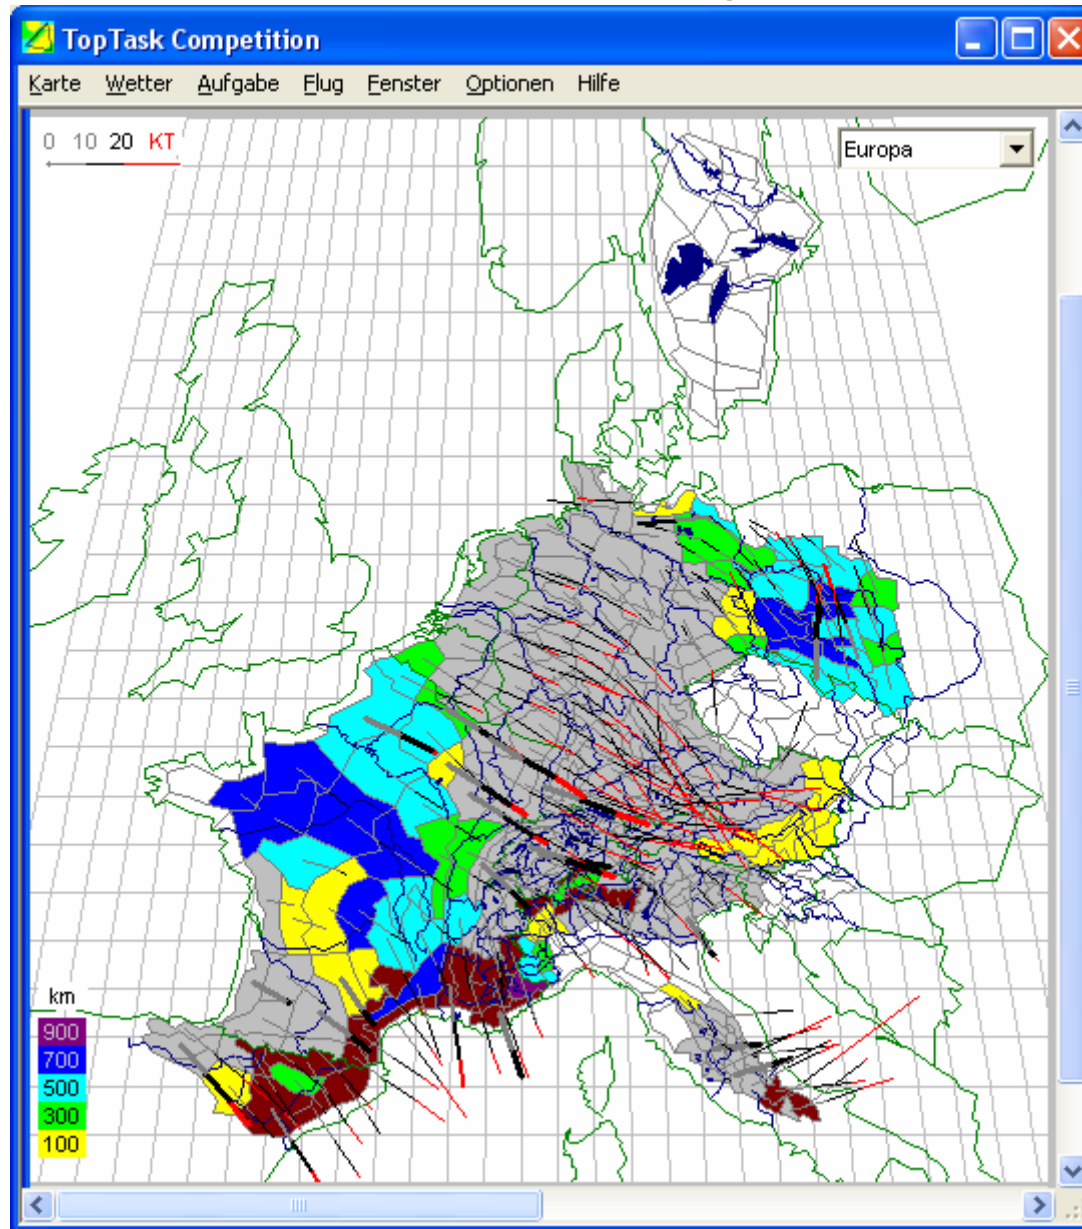 TopTask Competition
Karte Wetter Aufgabe Flug Fenster Optionen Hilfe
0 10 20 KT
Europa
km
900
700
500
300
100